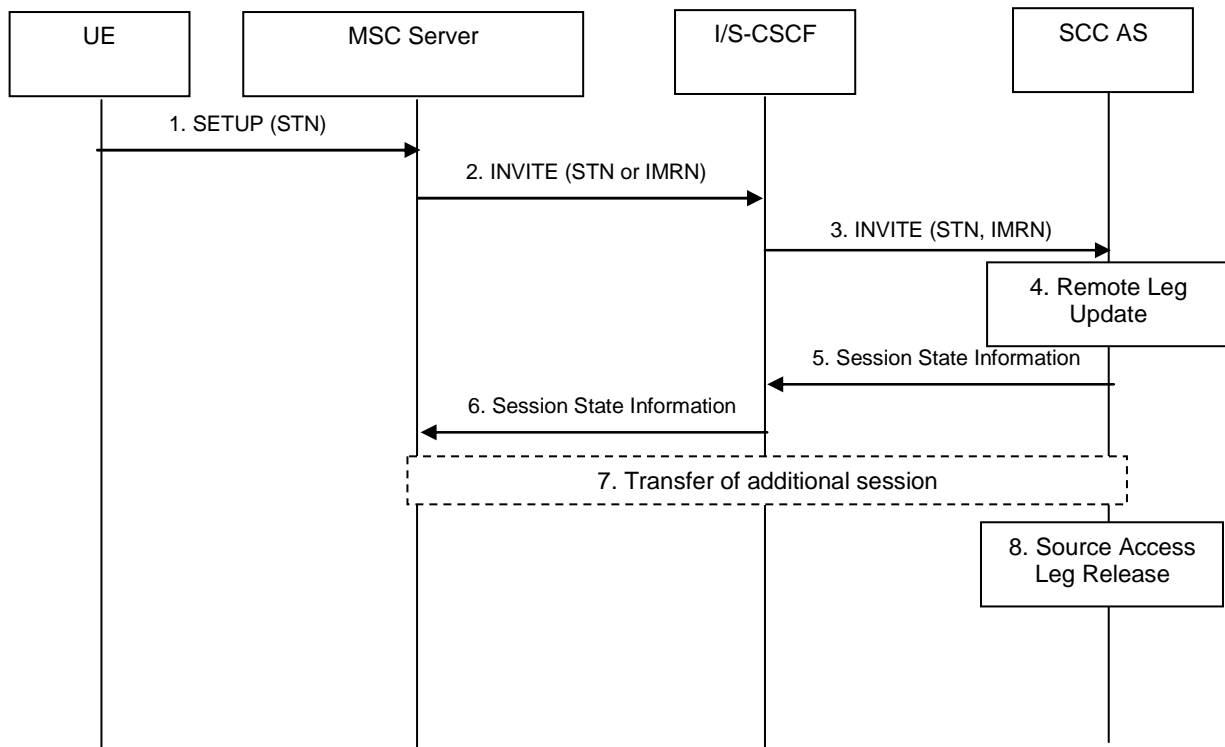 UE
MSC Server
I/S-CSCF
SCC AS
1. SETUP (STN)
2. INVITE (STN or IMRN)
3. INVITE (STN, IMRN)
4. Remote Leg
Update
5. Session State Information
6. Session State Information
7. Transfer of additional session
8. Source Access
Leg Release